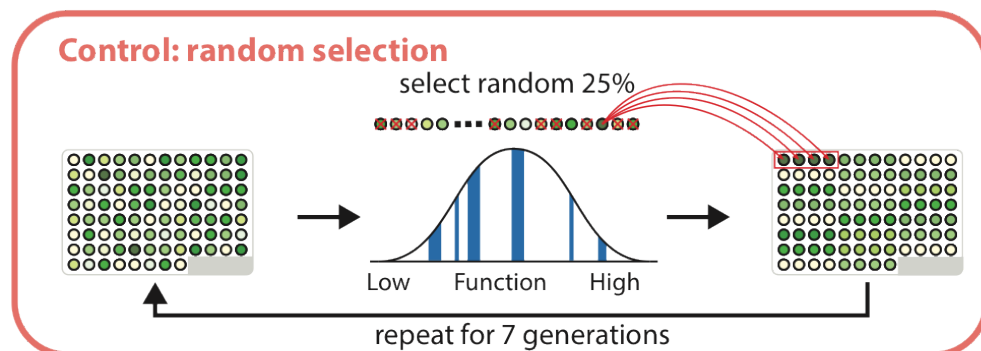 Control: random selection
select random 25%
Low Function High
repeat for 7 generations